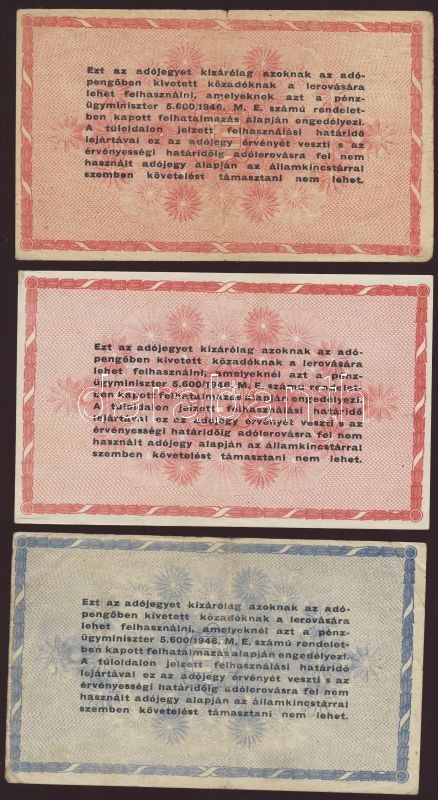 Ezt az adójegyet kizárólag azoknak az adó-
pengőben kivetett közadóknak a lerovására
lehet felhasználni, amelyeknek azt a pénz-
ügyminiszter 5.600/1946. M. E. számú rendelet-
ben kapott felhatalmazás alapján engedélyezi.
A túloldalon jelzett felhasználási határidő
lejártával ez az adójegy érvényét veszti s az
érvényességi határidőig adólerovásra fel nem
használt adójegy alapján az államkincstárral
szemben követelést támasztani nem lehet.
Ezt az adójegyet kizárólag azoknak az adó-
pengőben kivetett közadóknak a lerovására
lehet felhasználni, amelyeknél azt a pénz-
ügyminiszter 5.600/1946. M. E. számú rendelet-
ben kapott felhatalmazás alapján engedélyezi.
A túloldalon jelzett felhasználási határidő
lejártával ez az adójegy érvényét veszti s az
érvényességi határidőig adólerovásra fel nem
használt adójegy alapján az államkincstárral
szemben követelést támasztani nem lehet.
darabanth
Ezt az adójegyet kizárólag azoknak az adó-
pengőben kivetett közadóknak a lerovására
lehet felhasználni, amelyeknél azt a pénz-
ügyminiszter 5.600/1946. M. E. számú rendelet-
ben kapott felhatalmazás alapján engedélyezi.
A túloldalon jelzett felhasználási határidő
lejártával ez az adójegy érvényét veszti s az
érvényességi határidőig adólerovásra fel nem
használt adójegy alapján az államkincstárral
szemben követelést támasztani nem lehet.